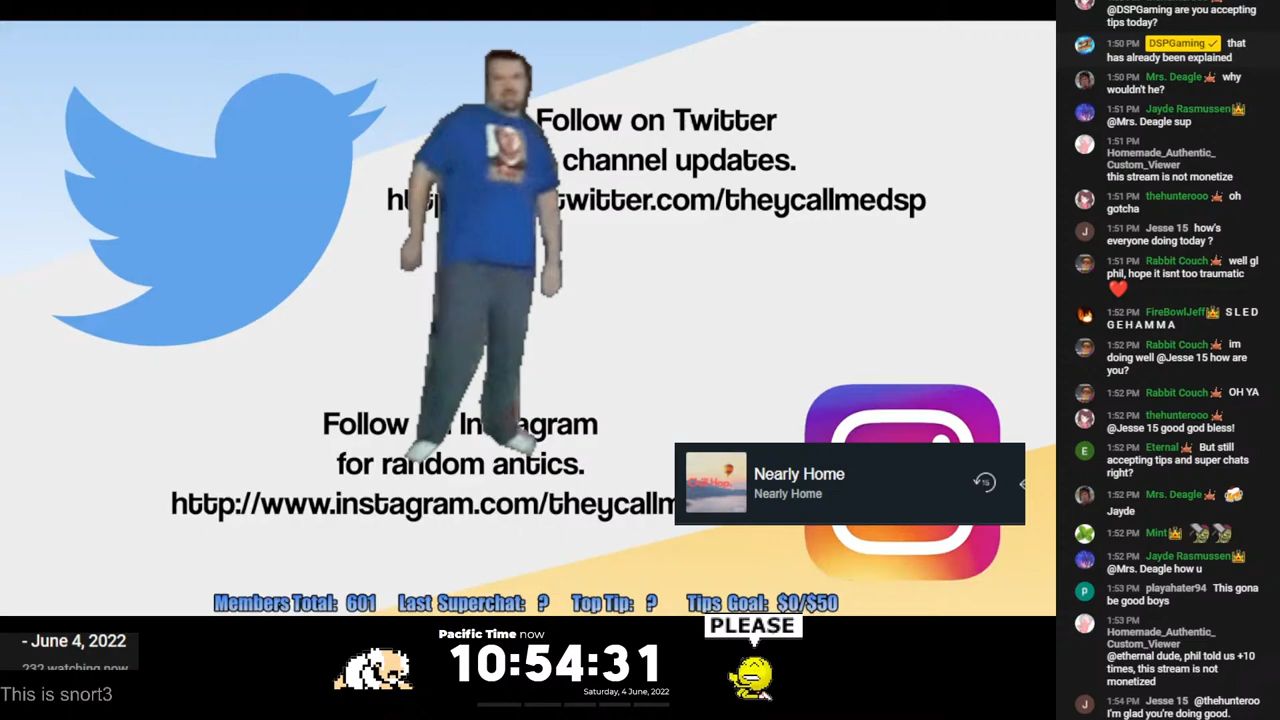 @DSPGaming are you accepting
tips today?
1:50 PM DSPGaming ✓ that
has already been explained
1:50 PM Mrs. Deagle why
wouldn't he?
1:51 PM Jayde Rasmussen
@Mrs. Deagle sup
1:51 PM
Homemade_Authentic_
Custom_Viewer
this stream is not monetize
1:51 PM thehunterooo oh
gotcha
1:51 PM Jesse 15 how's
everyone doing today ?
1:51 PM Rabbit Couch well gl
phil, hope it isnt too traumatic
❤️
1:52 PM FireBowlJeff S L E D
G E H A M M A
1:52 PM Rabbit Couch im
doing well @Jesse 15 how are
you?
1:52 PM Rabbit Couch OH YA
1:52 PM thehunterooo
@Jesse 15 good god bless!
1:52 PM Eternal But still
accepting tips and super chats
right?
1:52 PM Mrs. Deagle
Jayde
1:52 PM Mint
1:52 PM Jayde Rasmussen
@Mrs. Deagle how u
1:53 PM playahater94 This gona
be good boys
1:53 PM
Homemade_Authentic_
Custom_Viewer
@ethernal dude, phil told us +10
times, this stream is not
monetized
1:54 PM Jesse 15 @thehunteroo
I'm glad you're doing good.
Follow on Twitter
channel updates.
twitter.com/theycallmedsp
Follow Instagram
for random antics.
http://www.instagram.com/theycallm
Nearly Home
Nearly Home
15
Chill Hop.
Members Total: 601 Last Superchat: ? Top Tip: ? Tips Goal: $0/$50
- June 4, 2022
232 watching now
This is snort3
Pacific Time now
10:54:31
Saturday, 4 June, 2022
PLEASE
J
E
p
J